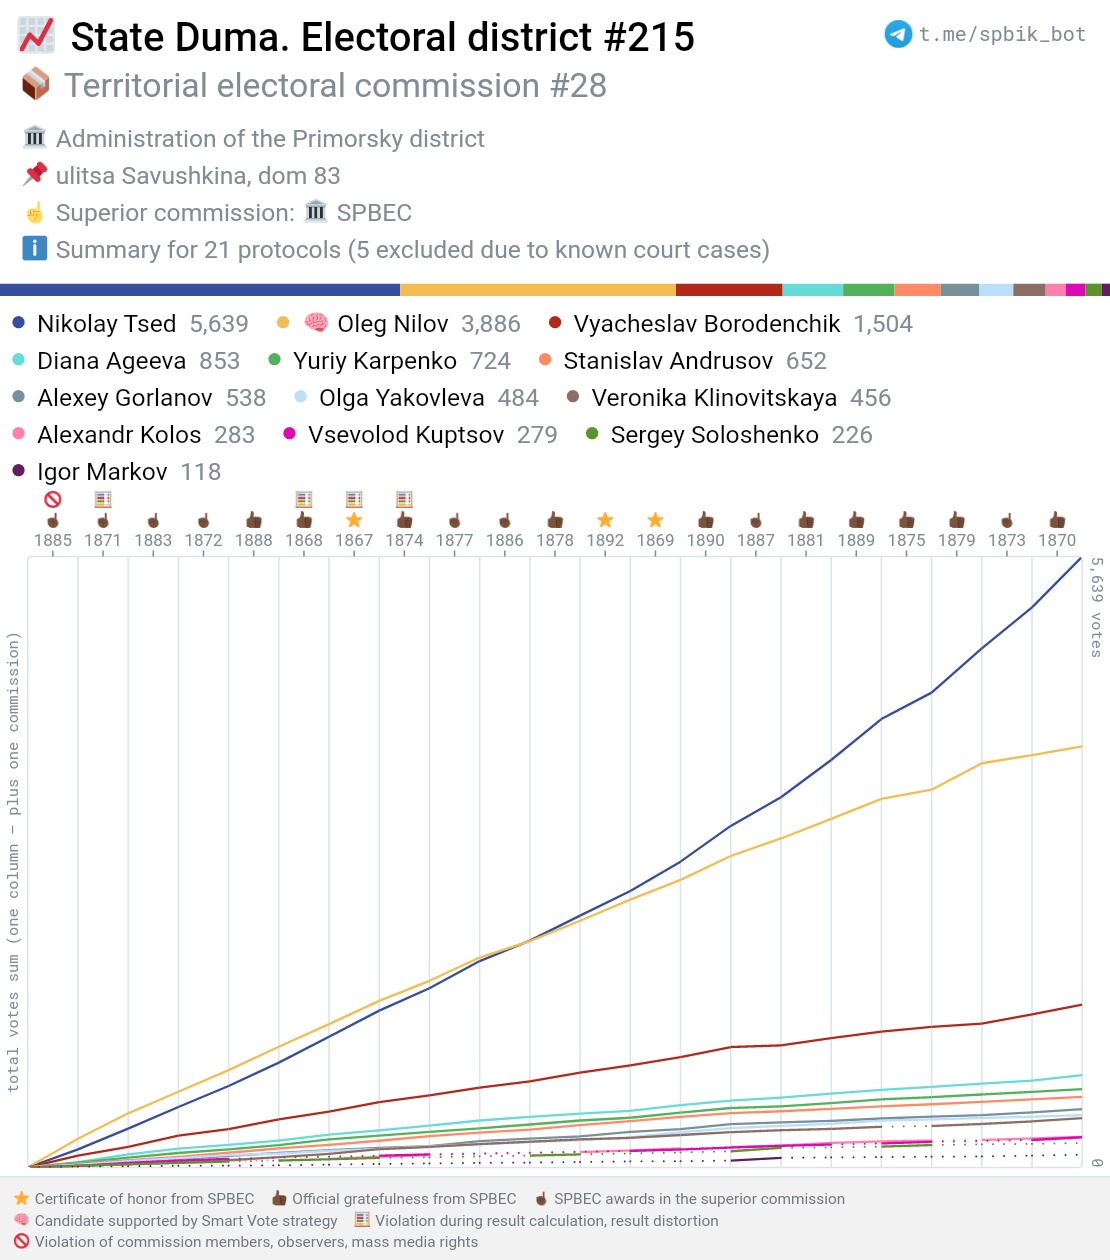 State Duma. Electoral district #215
t.me/spbik_bot
Territorial electoral commission #28
Administration of the Primorsky district
ulitsa Savushkina, dom 83
Superior commission: SPBEC
Summary for 21 protocols (5 excluded due to known court cases)
Nikolay Tsed 5,639 Oleg Nilov 3,886 Vyacheslav Borodenchik 1,504
Diana Ageeva 853 Yuriy Karpenko 724 Stanislav Andrusov 652
Alexey Gorlanov 538 Olga Yakovleva 484 Veronika Klinovitskaya 456
Alexandr Kolos 283 Vsevolod Kuptsov 279 Sergey Soloshenko 226
Igor Markov 118
1885 1871 1883 1872 1888 1868 1867 1874 1877 1886 1878 1892 1869 1890 1887 1881 1889 1875 1879 1873 1870
total votes sum (one column – plus one commission)
5,639 votes
0
Certificate of honor from SPBEC Official gratefulness from SPBEC SPBEC awards in the superior commission
Candidate supported by Smart Vote strategy Violation during result calculation, result distortion
Violation of commission members, observers, mass media rights